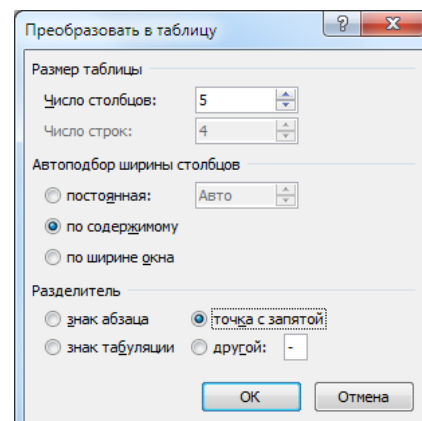 Преобразовать в таблицу
Размер таблицы
Число столбцов: 5
Число строк: 4
Автоподбор ширины столбцов
постоянная: Авто
по содержимому
по ширине окна
Разделитель
знак абзаца точка с запятой
знак табуляции другой: -
ОК Отмена